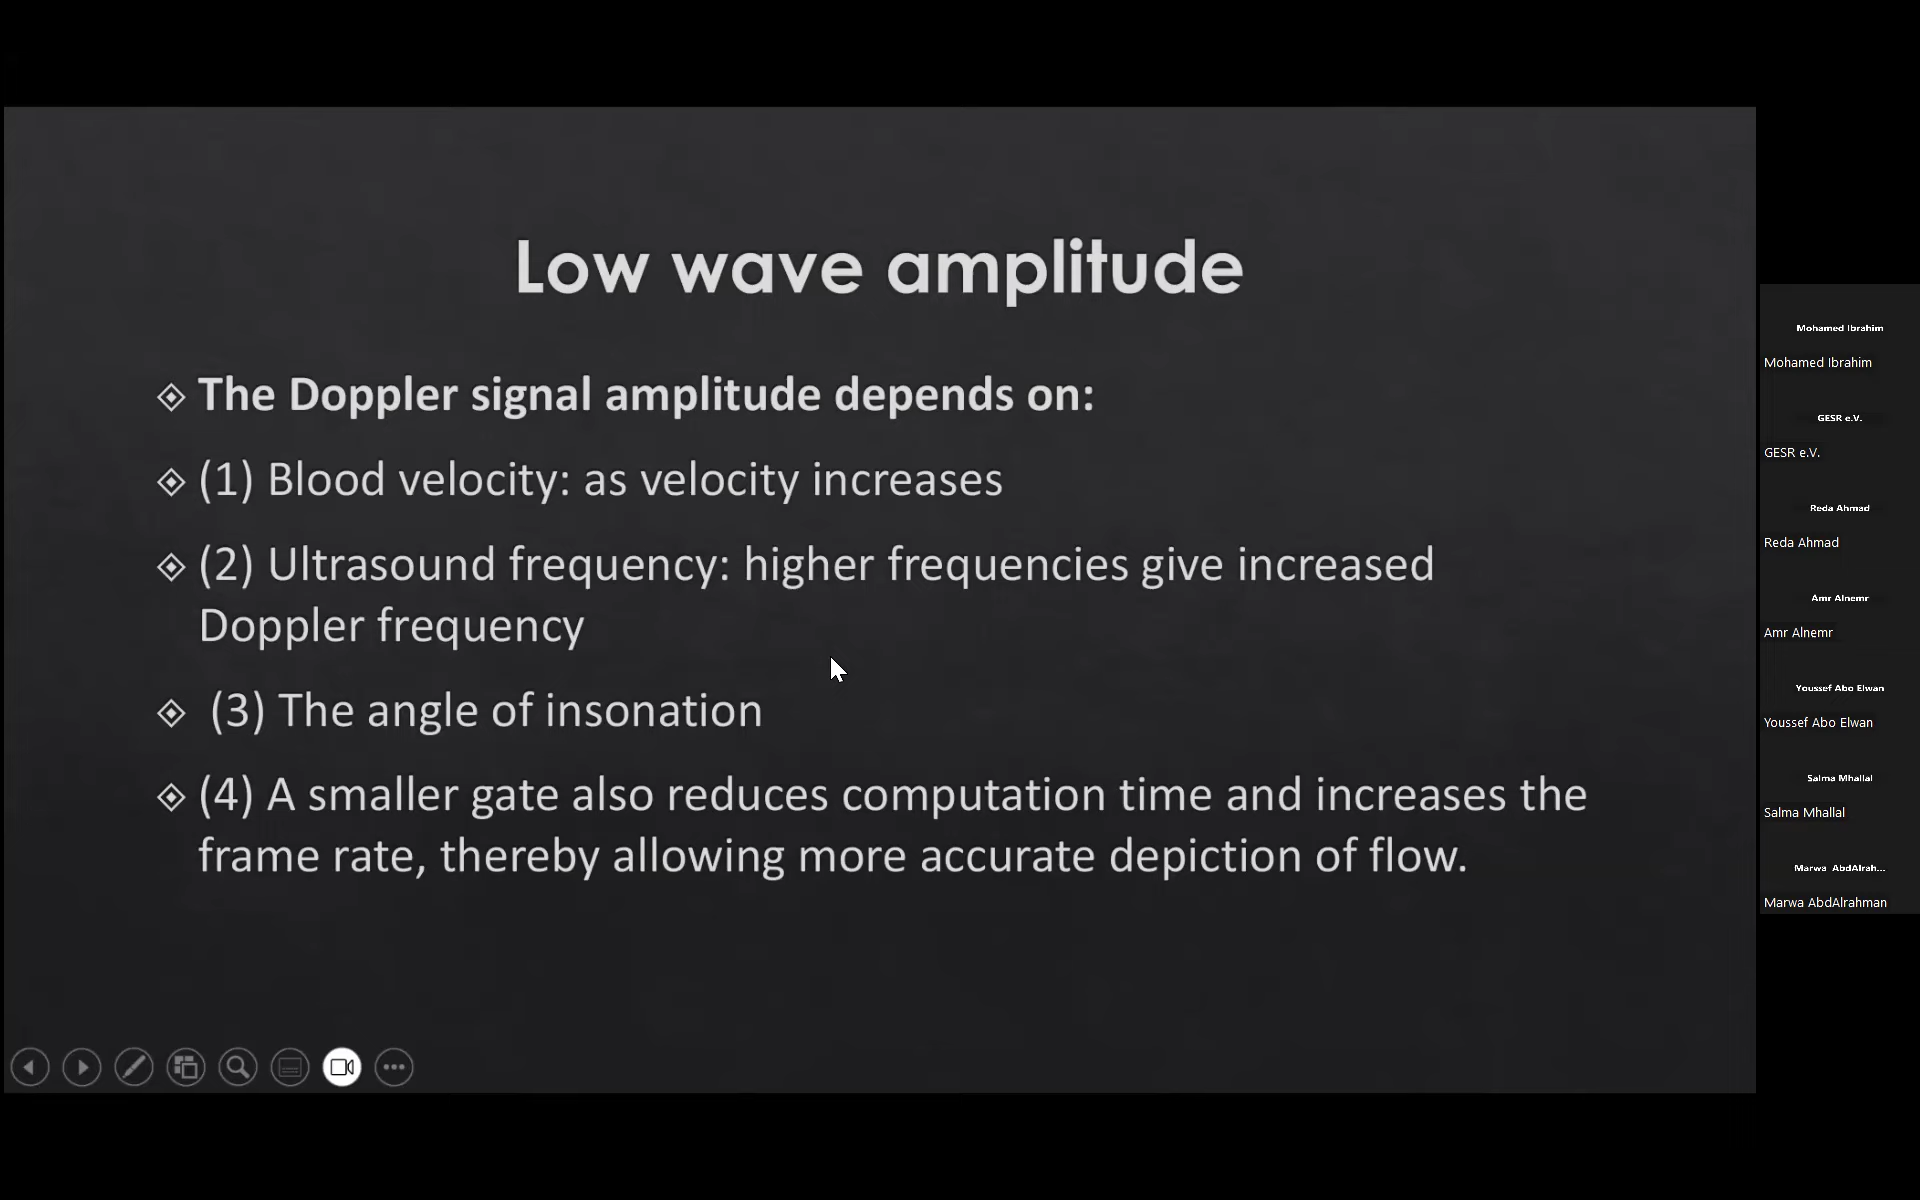 Low wave amplitude
The Doppler signal amplitude depends on:
(1) Blood velocity: as velocity increases
(2) Ultrasound frequency: higher frequencies give increased
Doppler frequency
(3) The angle of insonation
(4) A smaller gate also reduces computation time and increases the
frame rate, thereby allowing more accurate depiction of flow.
Mohamed Ibrahim
Mohamed Ibrahim
GESR e.V.
GESR e.V.
Reda Ahmad
Reda Ahmad
Amr Alnemr
Amr Alnemr
Youssef Abo Elwan
Youssef Abo Elwan
Salma Mhallal
Salma Mhallal
Marwa AbdAlrah...
Marwa AbdAlrahman